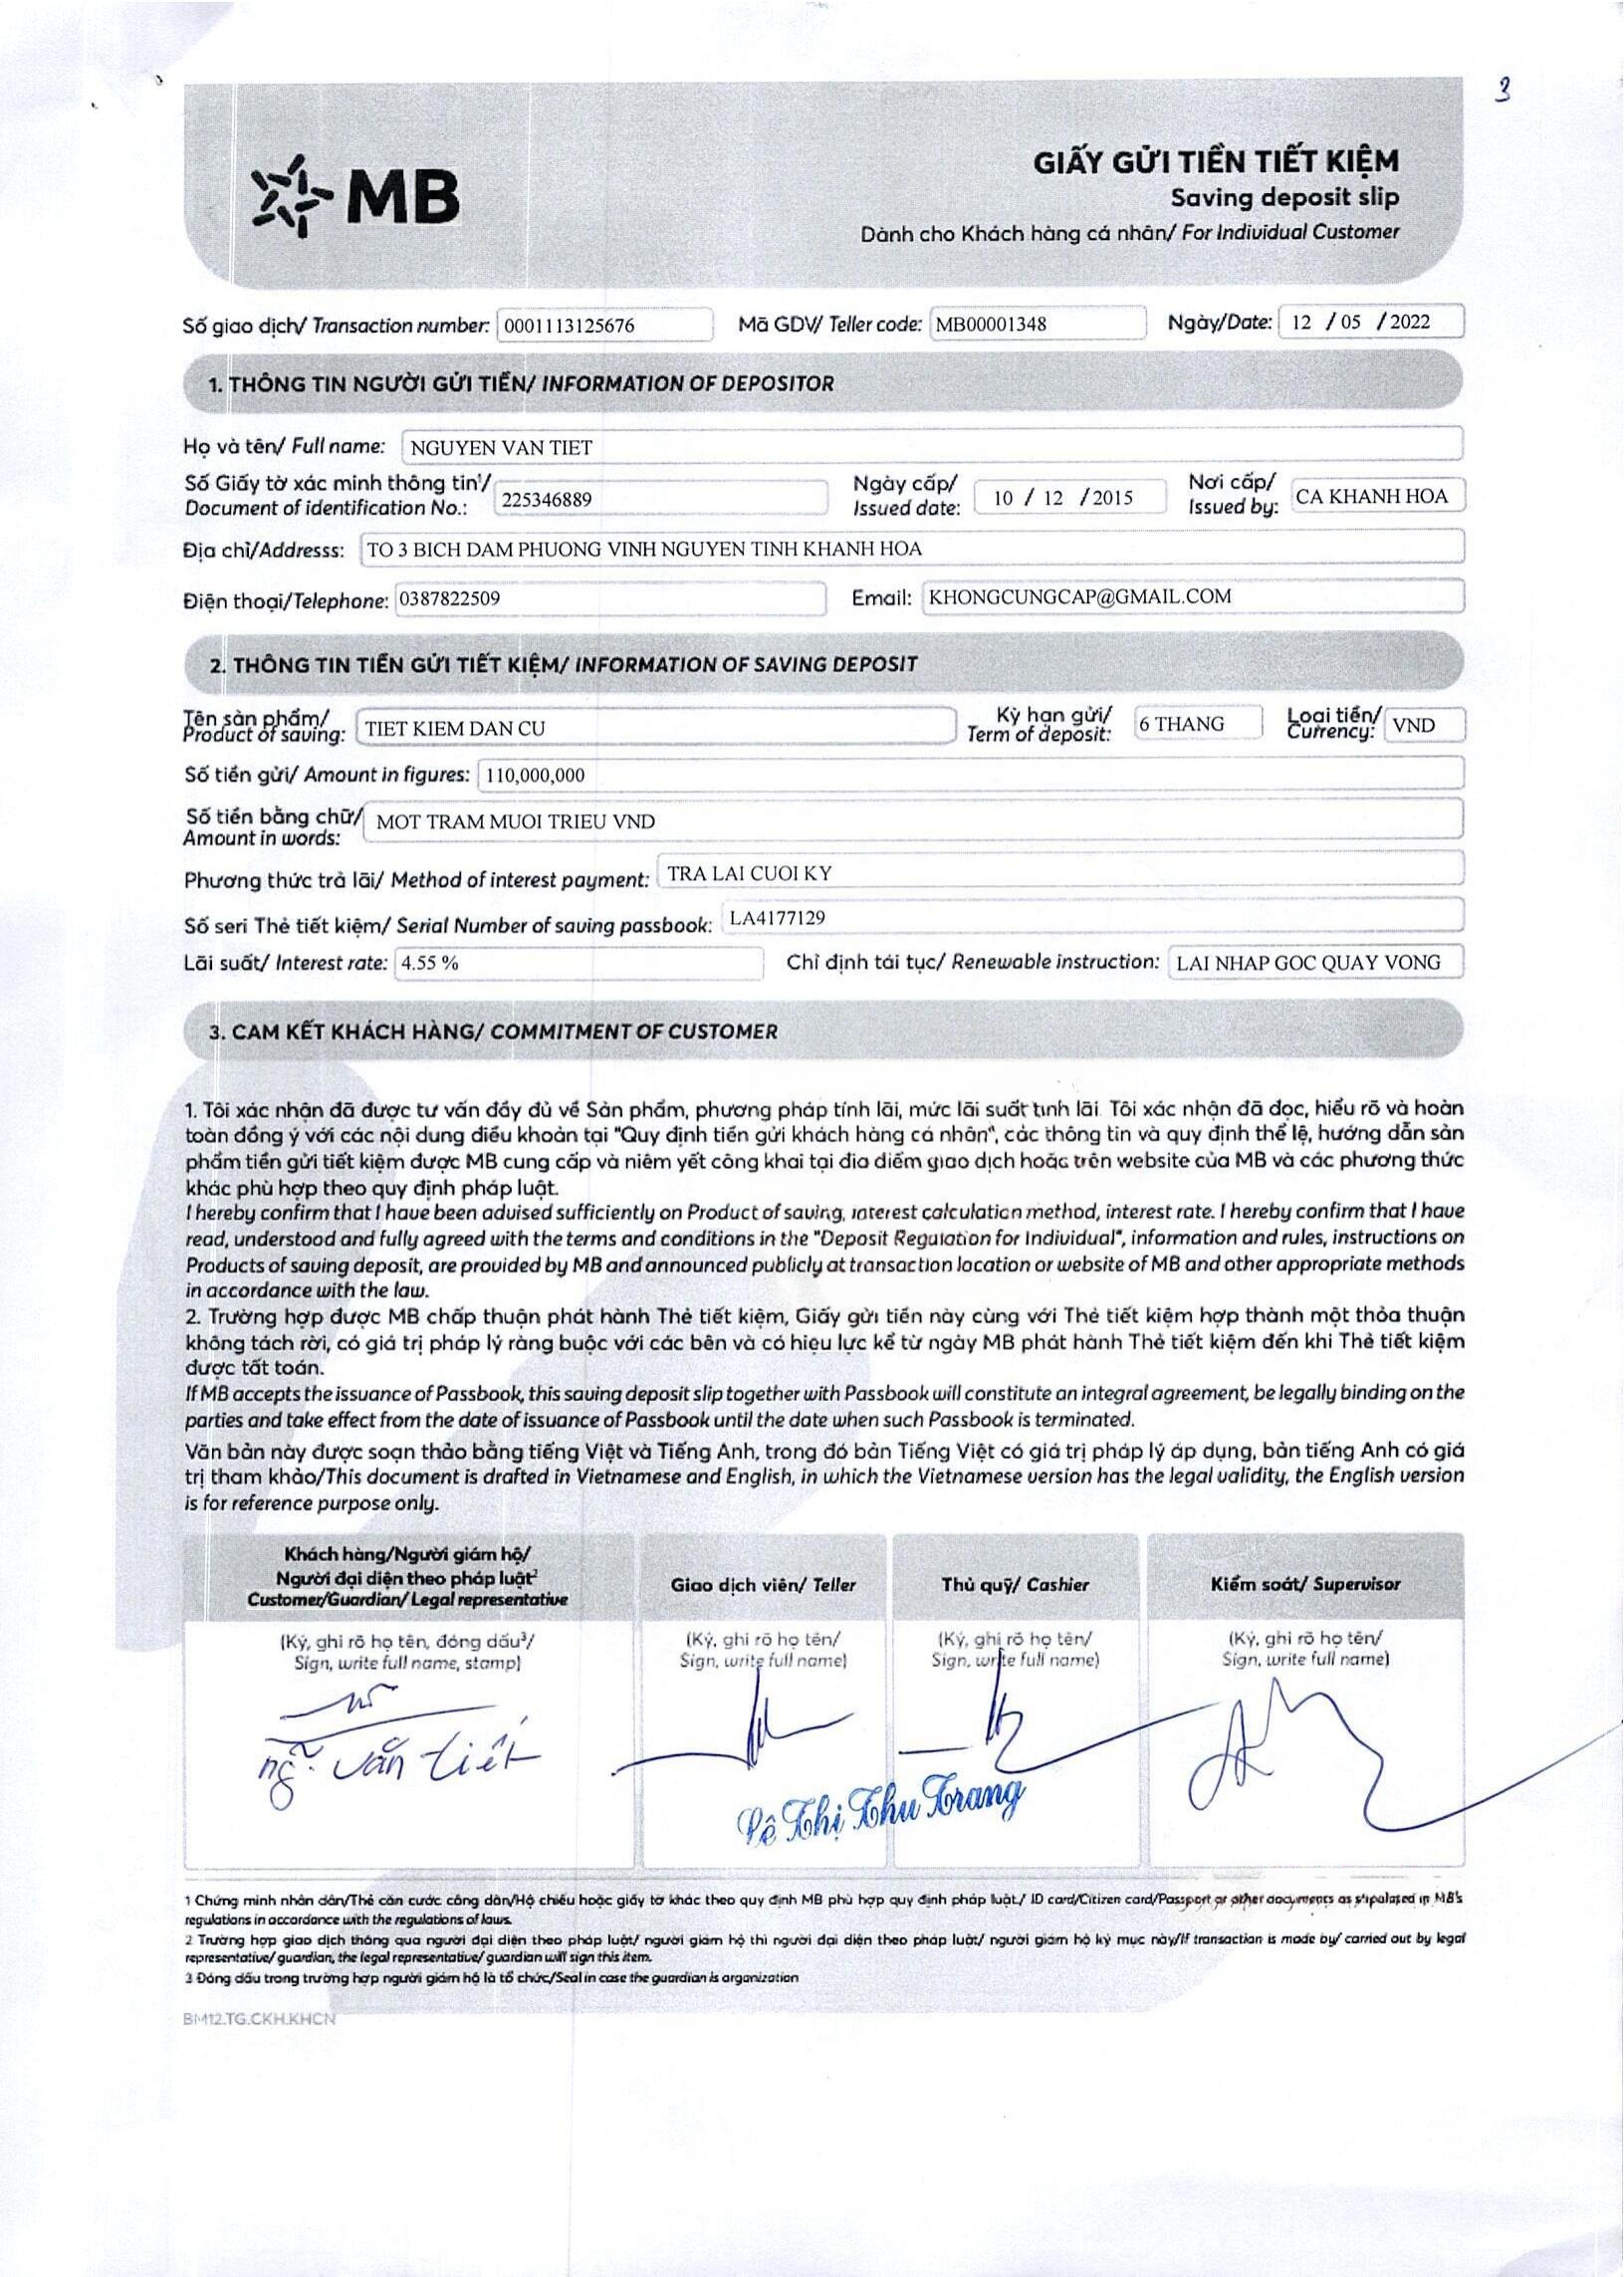 3
MB
GIẤY GỬI TIỀN TIẾT KIỆM
Saving deposit slip
Dành cho Khách hàng cá nhân/ For Individual Customer
Số giao dịch/ Transaction number: 0001113125676 Mã GDV/ Teller code: MB00001348 Ngày/Date: 12 / 05 / 2022
1. THÔNG TIN NGƯỜI GỬI TIỀN/ INFORMATION OF DEPOSITOR
Họ và tên/ Full name: NGUYEN VAN TIET
Số Giấy tờ xác minh thông tin¹/ Document of identification No.: 225346889 Ngày cấp/ Issued date: 10 / 12 / 2015 Nơi cấp/ Issued by: CA KHANH HOA
Địa chỉ/Addresss: TO 3 BICH DAM PHUONG VINH NGUYEN TINH KHANH HOA
Điện thoại/Telephone: 0387822509 Email: KHONGCUNGCAP@GMAIL.COM
2. THÔNG TIN TIỀN GỬI TIẾT KIỆM/ INFORMATION OF SAVING DEPOSIT
Tên sản phẩm/ Product of saving: TIET KIEM DAN CU Kỳ hạn gửi/ Term of deposit: 6 THANG Loại tiền/ Currency: VND
Số tiền gửi/ Amount in figures: 110,000,000
Số tiền bằng chữ/ Amount in words: MOT TRAM MUOI TRIEU VND
Phương thức trả lãi/ Method of interest payment: TRA LAI CUOI KY
Số seri Thẻ tiết kiệm/ Serial Number of saving passbook: LA4177129
Lãi suất/ Interest rate: 4.55 % Chỉ định tái tục/ Renewable instruction: LAI NHAP GOC QUAY VONG
3. CAM KẾT KHÁCH HÀNG/ COMMITMENT OF CUSTOMER
1. Tôi xác nhận đã được tư vấn đầy đủ về Sản phẩm, phương pháp tính lãi, mức lãi suất tính lãi. Tôi xác nhận đã đọc, hiểu rõ và hoàn
toàn đồng ý với các nội dung điều khoản tại "Quy định tiền gửi khách hàng cá nhân", các thông tin và quy định thể lệ, hướng dẫn sản
phẩm tiền gửi tiết kiệm được MB cung cấp và niêm yết công khai tại địa điểm giao dịch hoặc trên website của MB và các phương thức
khác phù hợp theo quy định pháp luật.
I hereby confirm that I have been advised sufficiently on Product of saving, interest calculation method, interest rate. I hereby confirm that I have
read, understood and fully agreed with the terms and conditions in the "Deposit Regulation for Individual", information and rules, instructions on
Products of saving deposit, are provided by MB and announced publicly at transaction location or website of MB and other appropriate methods
in accordance with the law.
2. Trường hợp được MB chấp thuận phát hành Thẻ tiết kiệm, Giấy gửi tiền này cùng với Thẻ tiết kiệm hợp thành một thỏa thuận
không tách rời, có giá trị pháp lý ràng buộc với các bên và có hiệu lực kể từ ngày MB phát hành Thẻ tiết kiệm đến khi Thẻ tiết kiệm
được tất toán.
If MB accepts the issuance of Passbook, this saving deposit slip together with Passbook will constitute an integral agreement, be legally binding on the
parties and take effect from the date of issuance of Passbook until the date when such Passbook is terminated.
Văn bản này được soạn thảo bằng tiếng Việt và Tiếng Anh, trong đó bản Tiếng Việt có giá trị pháp lý áp dụng, bản tiếng Anh có giá
trị tham khảo/This document is drafted in Vietnamese and English, in which the Vietnamese version has the legal validity, the English version
is for reference purpose only.
Khách hàng/Người giám hộ/
Người đại diện theo pháp luật²
Customer/Guardian/ Legal representative
Giao dịch viên/ Teller
Thủ quỹ/ Cashier
Kiểm soát/ Supervisor
(Ký, ghi rõ họ tên, đóng dấu³/
Sign, write full name, stamp)
(Ký, ghi rõ họ tên/
Sign, write full name)
(Ký, ghi rõ họ tên/
Sign, write full name)
(Ký, ghi rõ họ tên/
Sign, write full name)
ng~. Văn Tiết
Lê Thị Thu Trang
1 Chứng minh nhân dân/Thẻ căn cước công dân/Hộ chiếu hoặc giấy tờ khác theo quy định MB phù hợp quy định pháp luật./ ID card/Citizen card/Passport or other documents as stipulated in MB's
regulations in accordance with the regulations of laws.
2 Trường hợp giao dịch thông qua người đại diện theo pháp luật/ người giám hộ thì người đại diện theo pháp luật/ người giám hộ ký mục này/If transaction is made by/ carried out by legal
representative/ guardian, the legal representative/ guardian will sign this item.
3 Đóng dấu trong trường hợp người giám hộ là tổ chức/Seal in case the guardian is organization
BM12.TG.CKH.KHCN